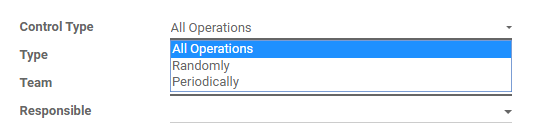 Control Type All Operations
All Operations
Type Randomly
Team Periodically
Responsible